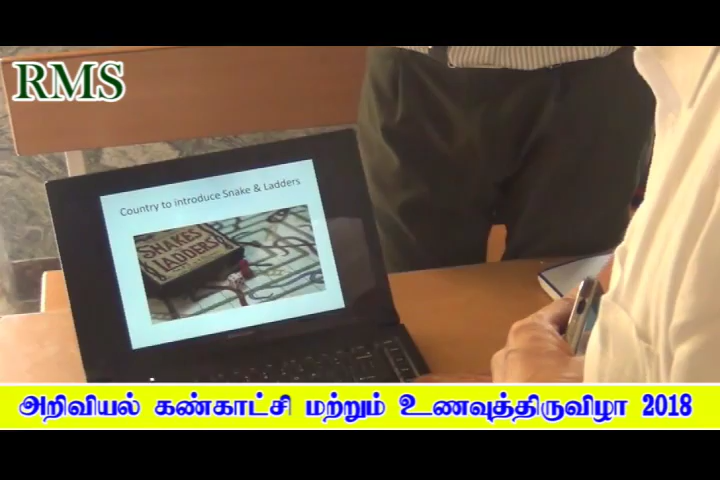 RMS
Country to introduce Snake & Ladders
SNAKES
LADDERS
அறிவியல் கண்காட்சி மற்றும் உணவுத்திருவிழா 2018